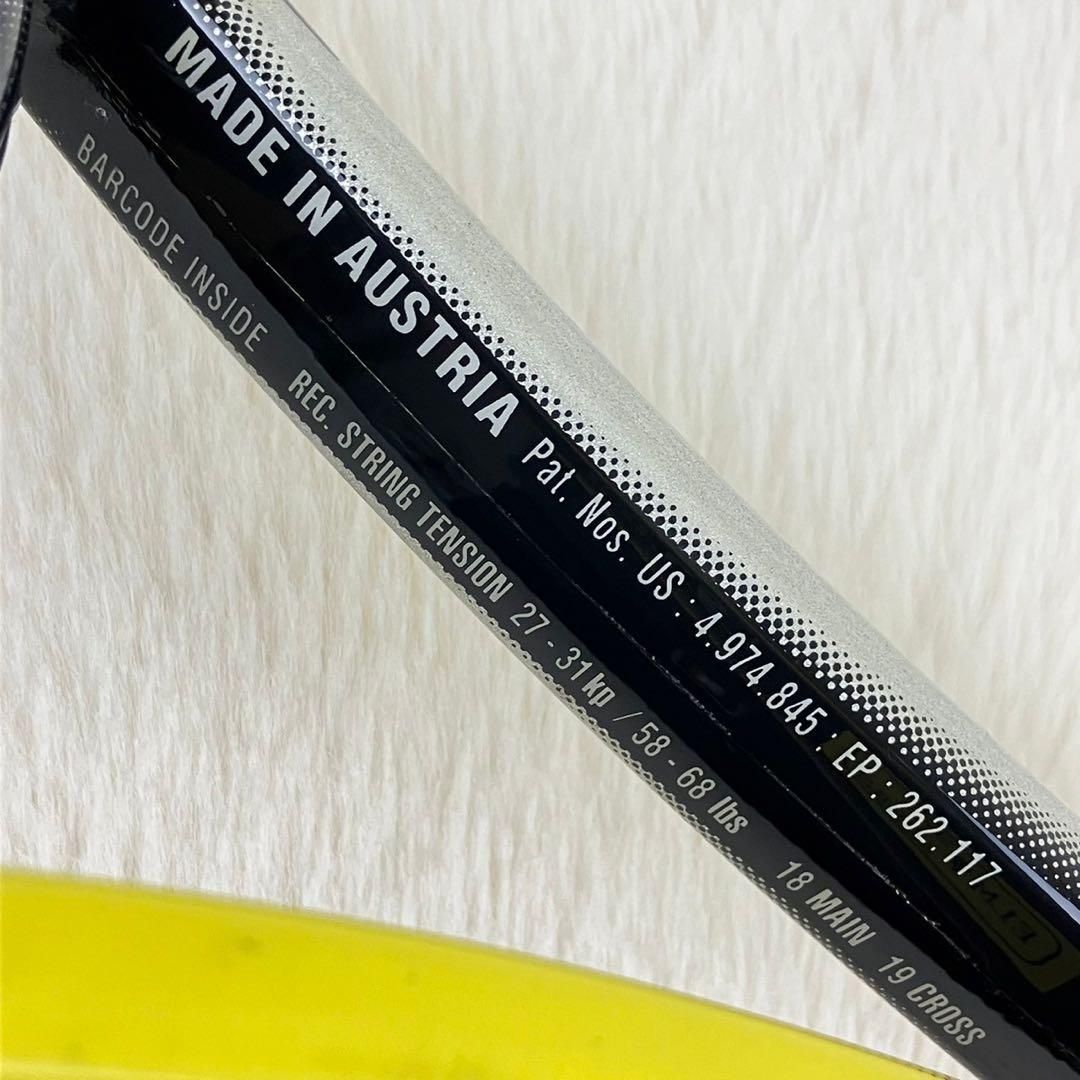 MADE IN AUSTRIA Pat. Nos. US : 4.974.845 : EP : 262.117
BARCODE INSIDE REC. STRING TENSION 27 - 31kp / 58 - 68 lbs 18 MAIN 19 CROSS